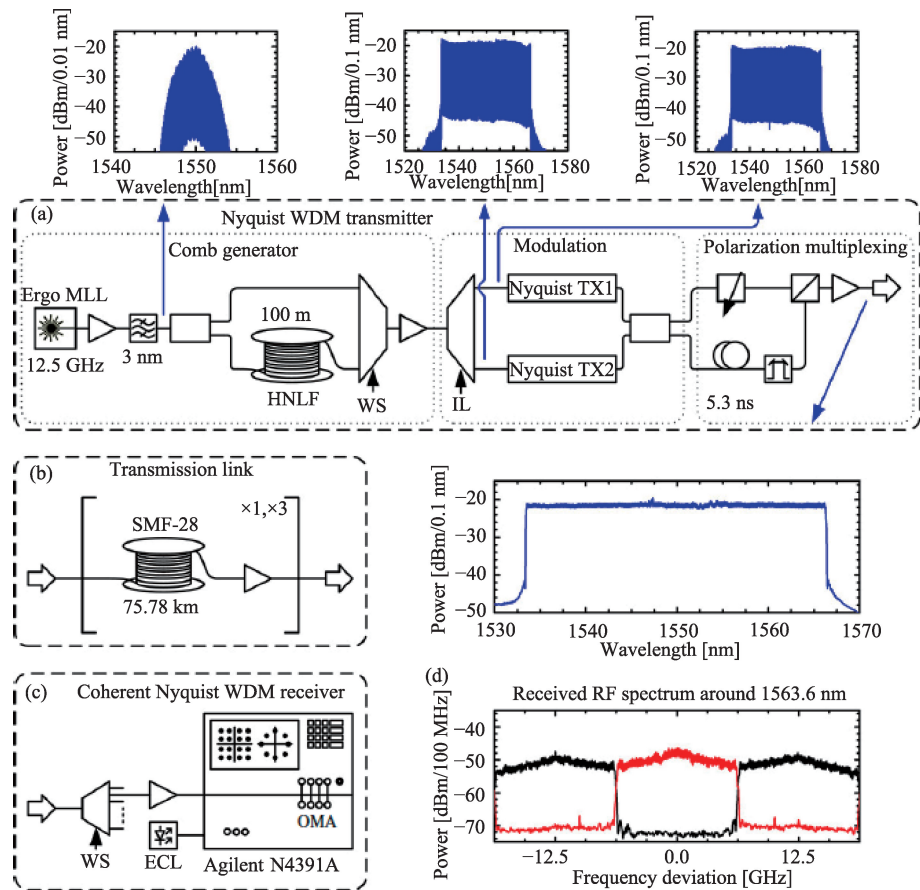 Power [dBm/0.01 nm]
−20
−30
−40
−50
1540
1550
1560
Wavelength[nm]
Power [dBm/0.1 nm]
−20
−30
−40
−50
1520
1540
1560
1580
Wavelength[nm]
Power [dBm/0.1 nm]
−20
−30
−40
−50
1520
1540
1560
1580
Wavelength[nm]
(a)
Nyquist WDM transmitter
Comb generator
Modulation
Polarization multiplexing
Ergo MLL
12.5 GHz
3 nm
100 m
HNLF
WS
IL
Nyquist TX1
Nyquist TX2
5.3 ns
(b)
Transmission link
×1,×3
SMF-28
75.78 km
Power [dBm/0.1 nm]
−20
−30
−40
−50
1530
1540
1550
1560
1570
Wavelength [nm]
(c)
Coherent Nyquist WDM receiver
WS
ECL
OMA
Agilent N4391A
(d)
Received RF spectrum around 1563.6 nm
Power [dBm/100 MHz]
−40
−50
−60
−70
−12.5
0.0
12.5
Frequency deviation [GHz]